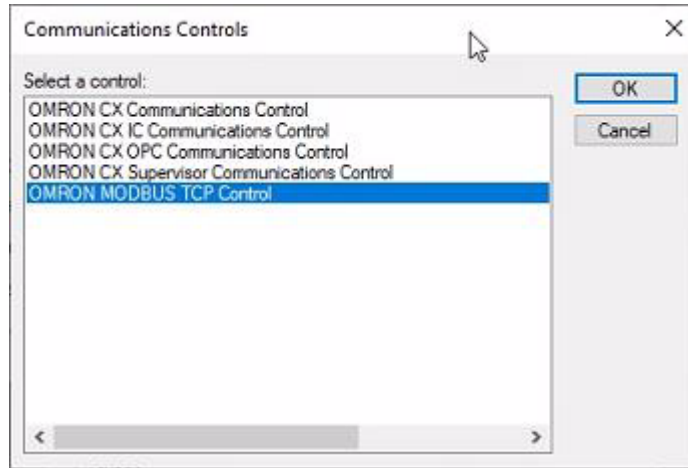 Communications Controls
Select a control:
OMRON CX Communications Control
OMRON CX IC Communications Control
OMRON CX OPC Communications Control
OMRON CX Supervisor Communications Control
OMRON MODBUS TCP Control
OK
Cancel